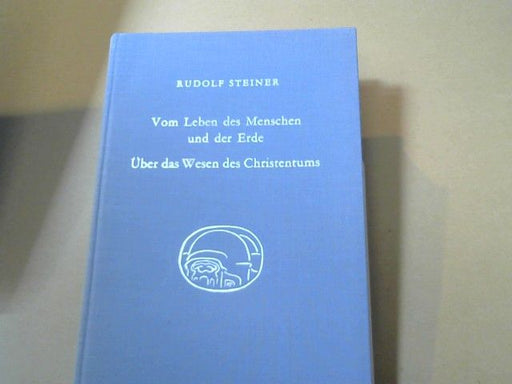 RUDOLF STEINER
Vom Leben des Menschen
und der Erde
Über das Wesen des Christentums